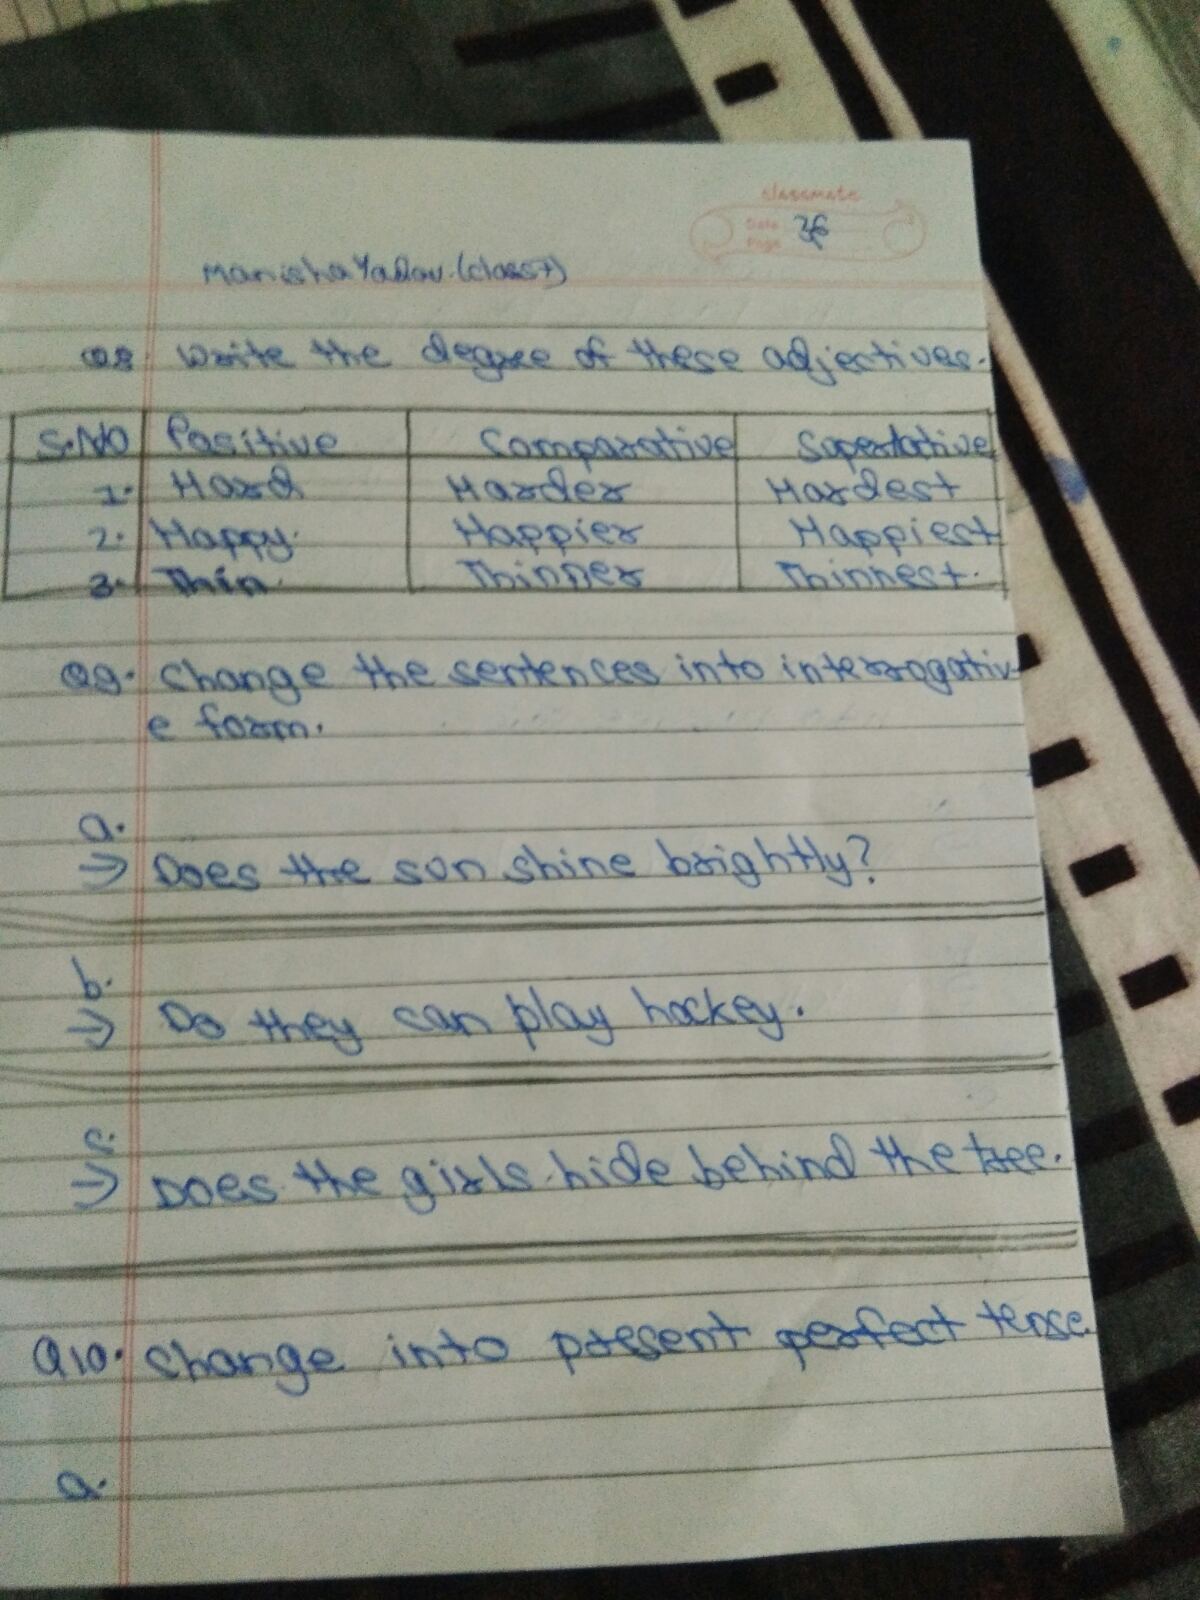 classmate
Date
Page
Manisha Yadav. (class 7)
Q8. Write the degree of these adjectives.
S.No Positive Comparative Superlative
1. Hard Harder Hardest
2. Happy. Happier Happiest
3. Thin. Thinner Thinnest.
Q9. Change the sentences into interrogativ-
e form.
a.
→ Does the sun shine brightly?
b.
→ Do they can play hockey.
c.
→ Does the girls hide behind the tree.
Q10. Change into present perfect tense.
a.